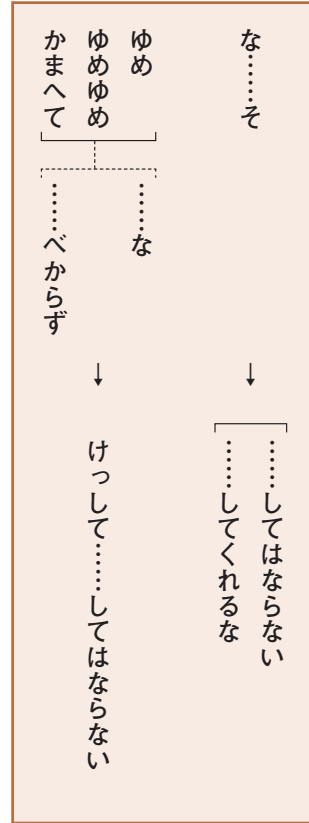 な……そ
→
……してはならない
……してくれるな
ゆめ
ゆめゆめ
かまへて
……な
……べからず
→
けっして……してはならない